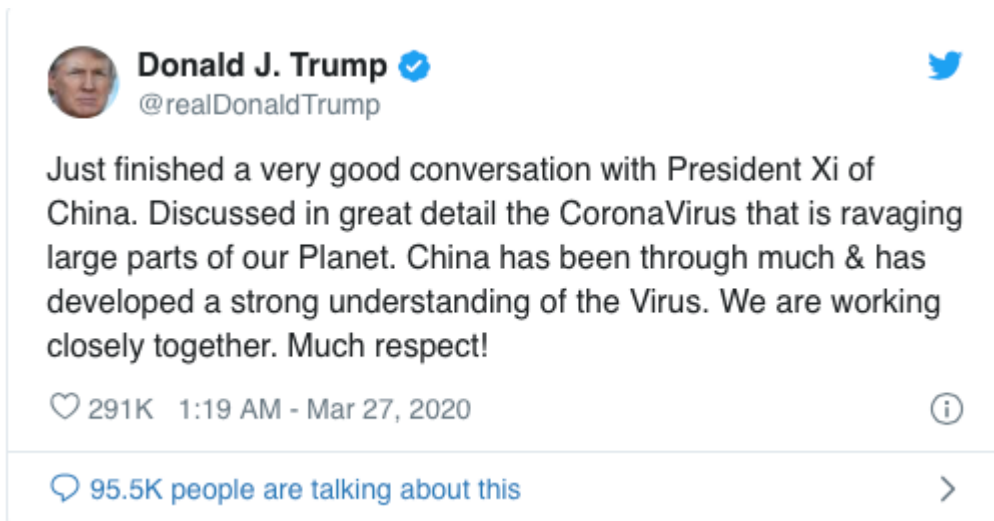 Donald J. Trump
@realDonaldTrump
Just finished a very good conversation with President Xi of
China. Discussed in great detail the CoronaVirus that is ravaging
large parts of our Planet. China has been through much & has
developed a strong understanding of the Virus. We are working
closely together. Much respect!
291K 1:19 AM - Mar 27, 2020
95.5K people are talking about this